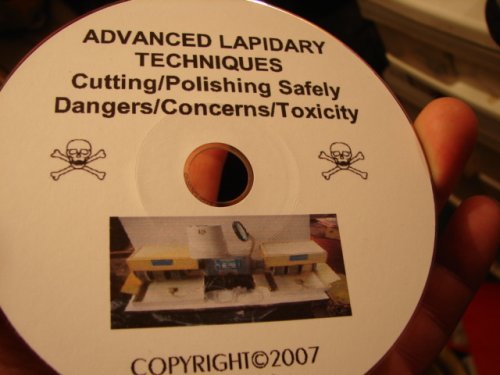 ADVANCED LAPIDARY
TECHNIQUES
Cutting/Polishing Safely
Dangers/Concerns/Toxicity
COPYRIGHT©2007